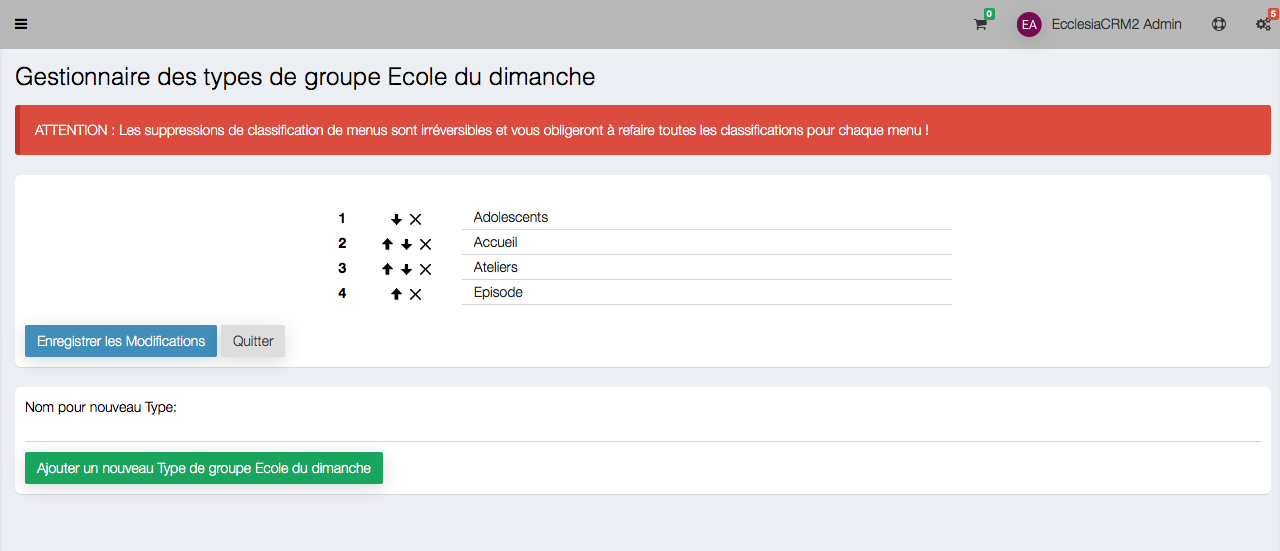 0
EA EcclesiaCRM2 Admin
5
Gestionnaire des types de groupe Ecole du dimanche
ATTENTION : Les suppressions de classification de menus sont irréversibles et vous obligeront à refaire toutes les classifications pour chaque menu !
1 Adolescents
2 Accueil
3 Ateliers
4 Episode
Enregistrer les Modifications Quitter
Nom pour nouveau Type:
Ajouter un nouveau Type de groupe Ecole du dimanche